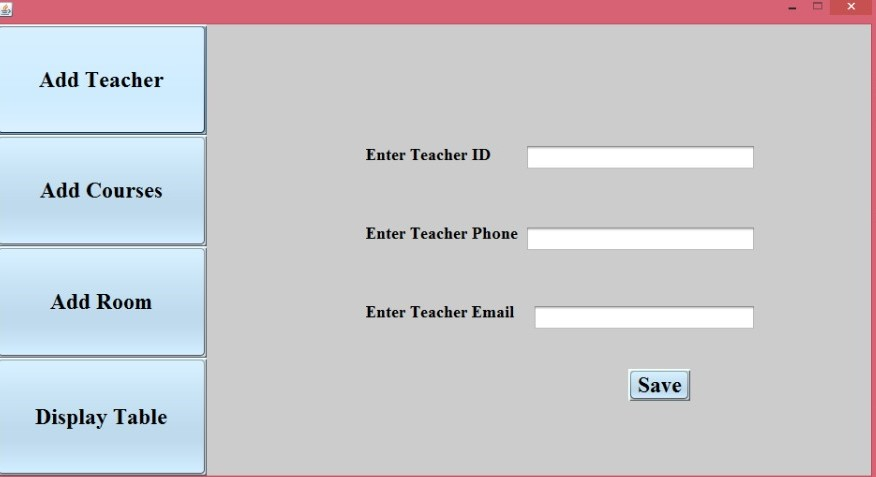 Add Teacher
Add Courses
Add Room
Display Table
Enter Teacher ID
Enter Teacher Phone
Enter Teacher Email
Save